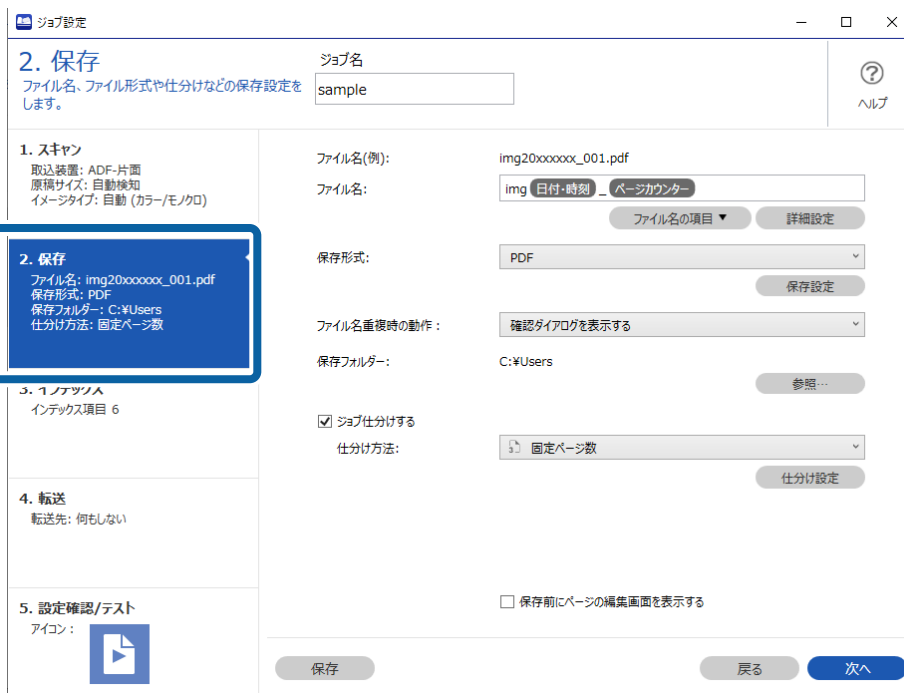 ジョブ設定
2. 保存
ファイル名、ファイル形式や仕分けなどの保存設定を
します。
ジョブ名
sample
ヘルプ
1. スキャン
取込装置: ADF-片面
原稿サイズ: 自動検知
イメージタイプ: 自動 (カラー/モノクロ)
2. 保存
ファイル名: img20xxxxxx_001.pdf
保存形式: PDF
保存フォルダー: C:¥Users
仕分け方法: 固定ページ数
3. インデックス
インデックス項目 6
4. 転送
転送先: 何もしない
5. 設定確認/テスト
アイコン :
ファイル名(例): img20xxxxxx_001.pdf
ファイル名: img 日付・時刻 _ ページカウンター
ファイル名の項目 ▼ 詳細設定
保存形式: PDF
保存設定
ファイル名重複時の動作 : 確認ダイアログを表示する
保存フォルダー: C:¥Users
参照…
ジョブ仕分けする
仕分け方法: 固定ページ数
仕分け設定
保存前にページの編集画面を表示する
保存 戻る 次へ